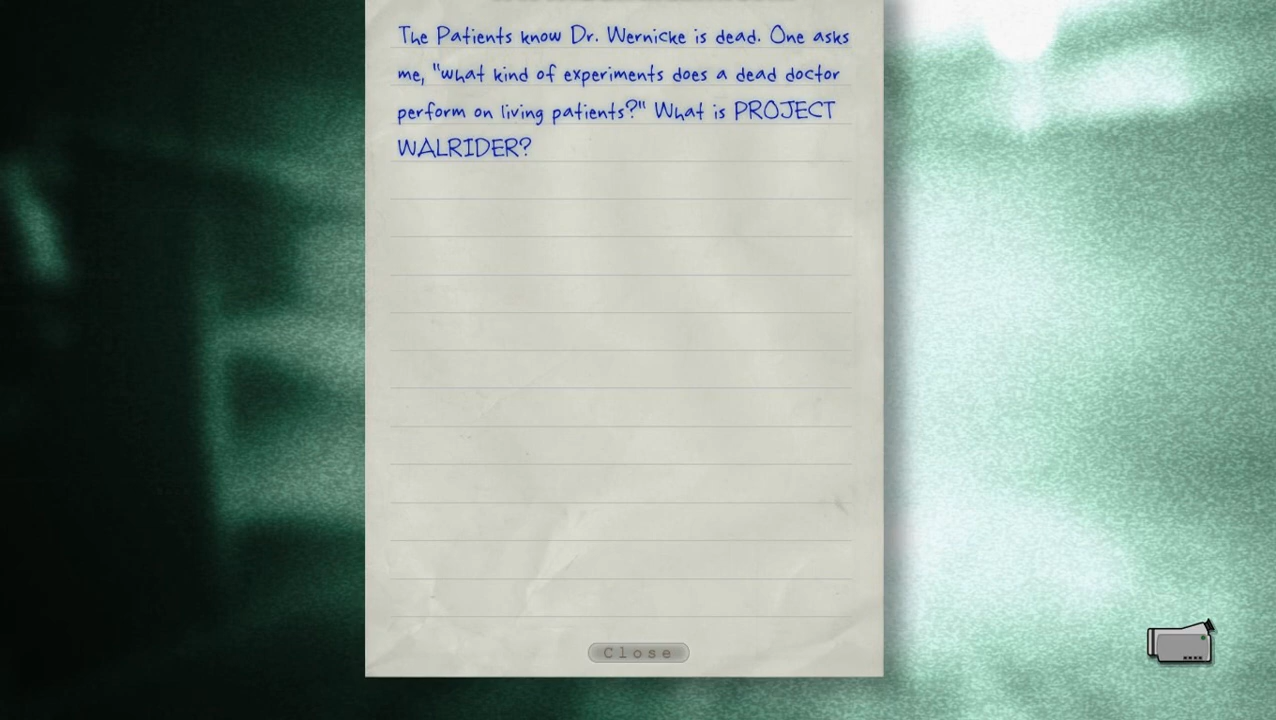 The Patients know Dr. Wernicke is dead. One asks
me, "what kind of experiments does a dead doctor
perform on living patients?" What is PROJECT
WALRIDER?
Close